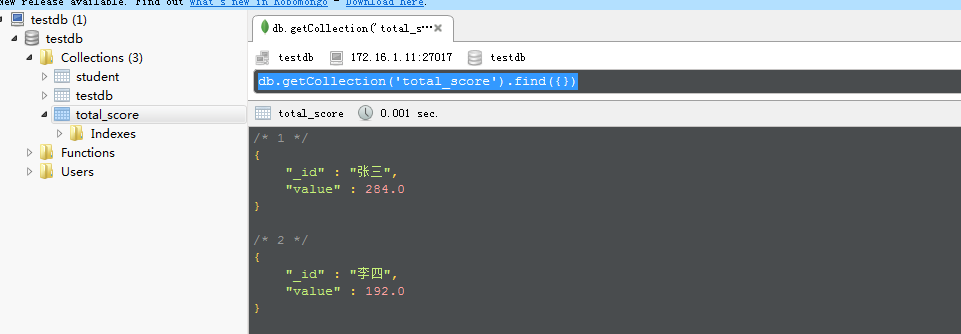 New release available. Find out what's new in Robomongo - Download here.
testdb (1)
testdb
Collections (3)
student
testdb
total_score
Indexes
Functions
Users
db.getCollection('total_s…
testdb 172.16.1.11:27017 testdb
db.getCollection('total_score').find({})
total_score 0.001 sec.
/* 1 */
{
"_id" : "张三",
"value" : 284.0
}
/* 2 */
{
"_id" : "李四",
"value" : 192.0
}